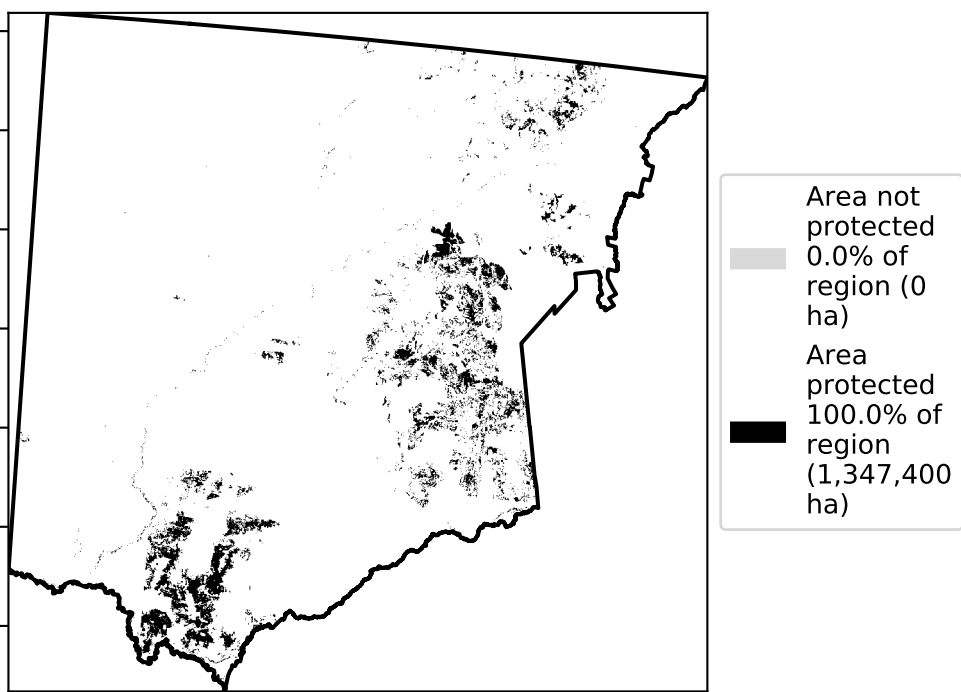 Area not
protected
0.0% of
region (0
ha)
Area
protected
100.0% of
region
(1,347,400
ha)